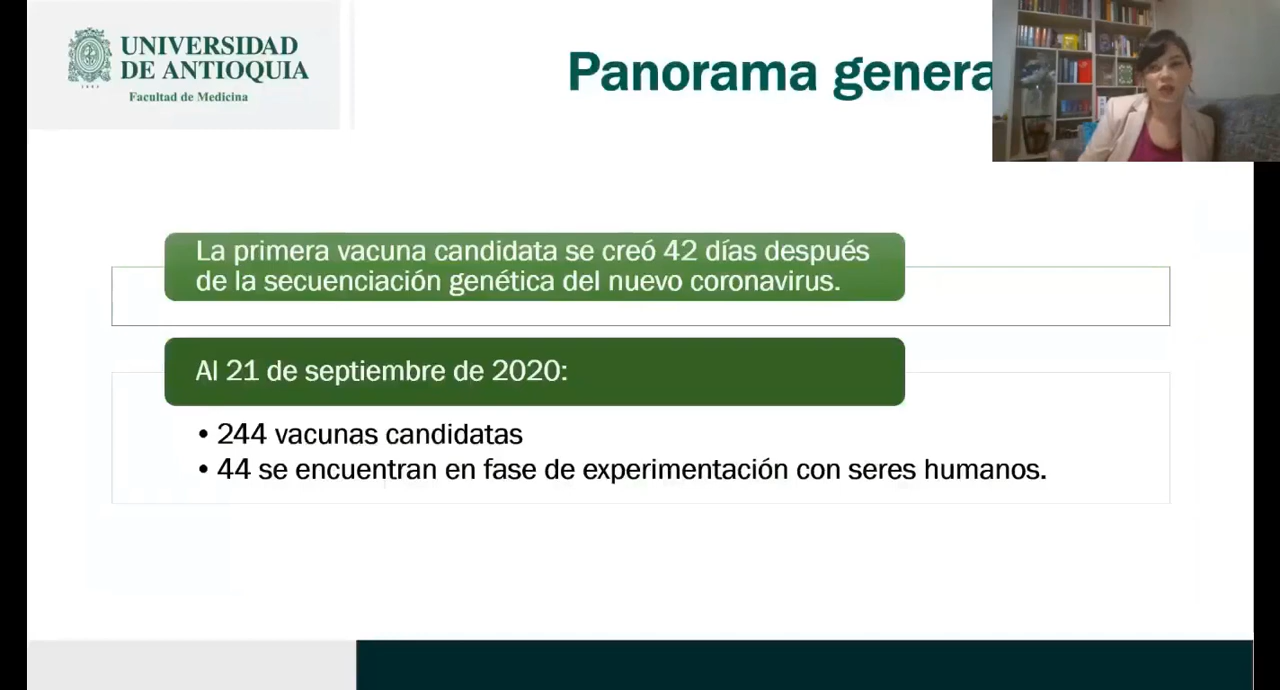 UNIVERSIDAD
DE ANTIOQUIA
Facultad de Medicina
Panorama genera
La primera vacuna candidata se creó 42 días después
de la secuenciación genética del nuevo coronavirus.
Al 21 de septiembre de 2020:
• 244 vacunas candidatas
• 44 se encuentran en fase de experimentación con seres humanos.